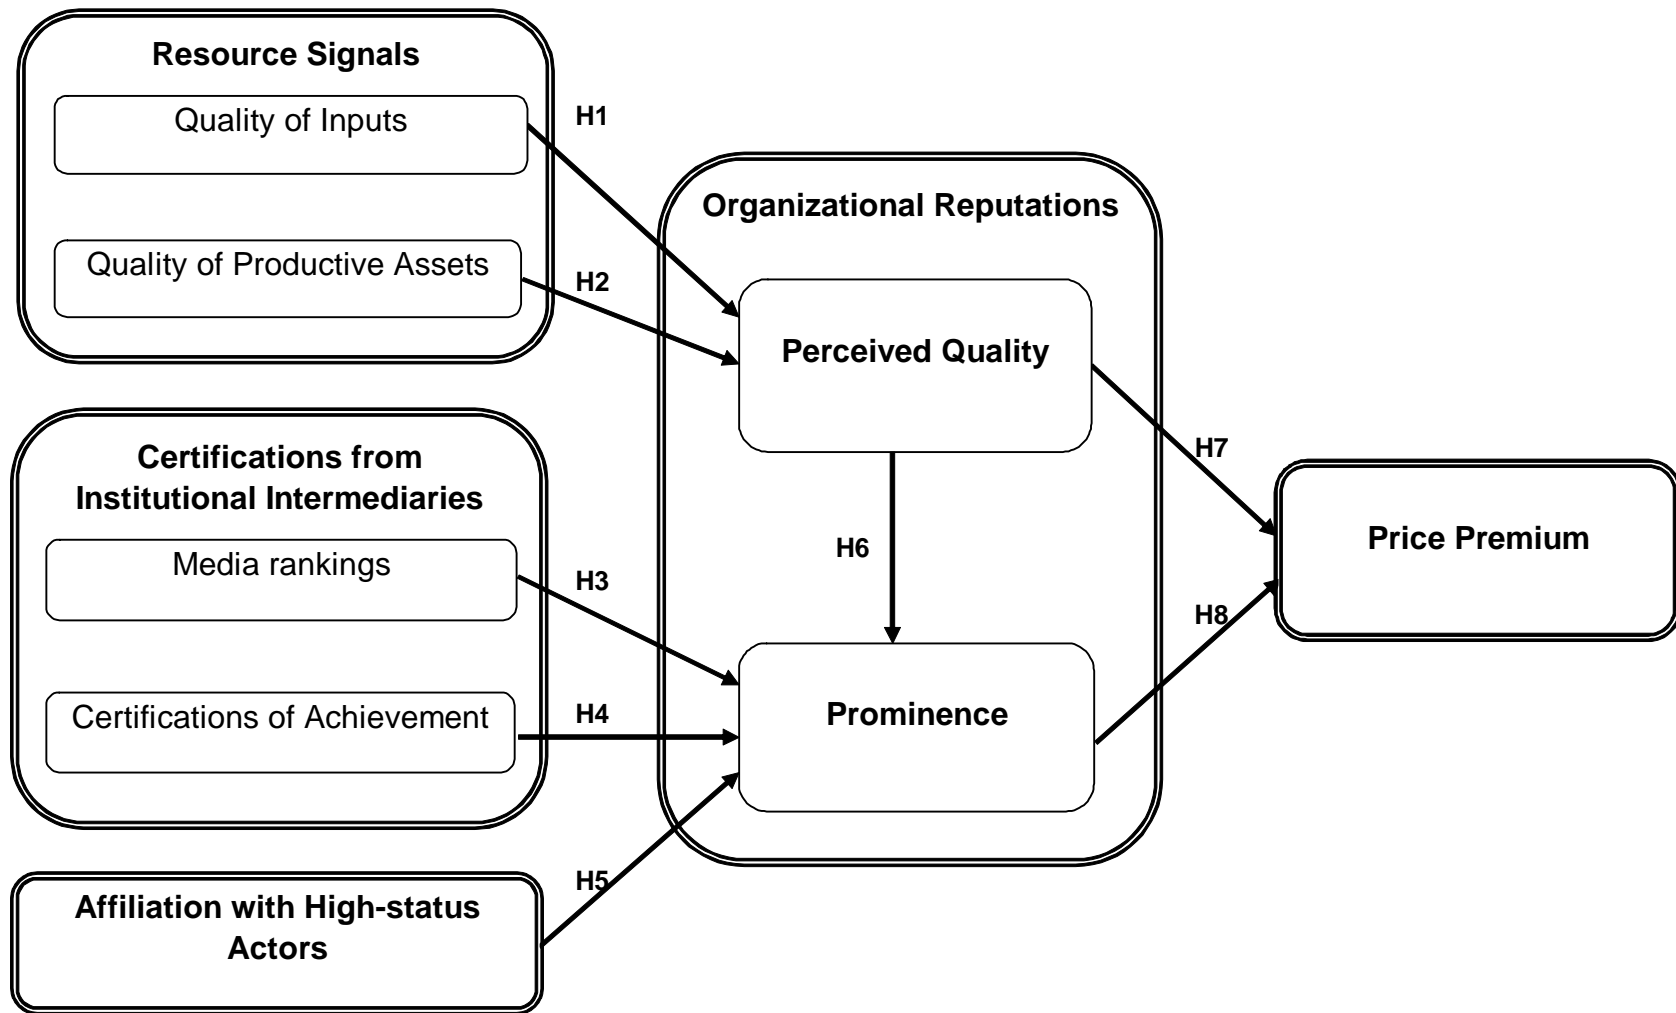 Resource Signals
Quality of Inputs
Quality of Productive Assets
H1
H2
Certifications from
Institutional Intermediaries
Media rankings
Certifications of Achievement
H3
H4
Affiliation with High-status
Actors
H5
Organizational Reputations
Perceived Quality
H6
Prominence
H7
H8
Price Premium